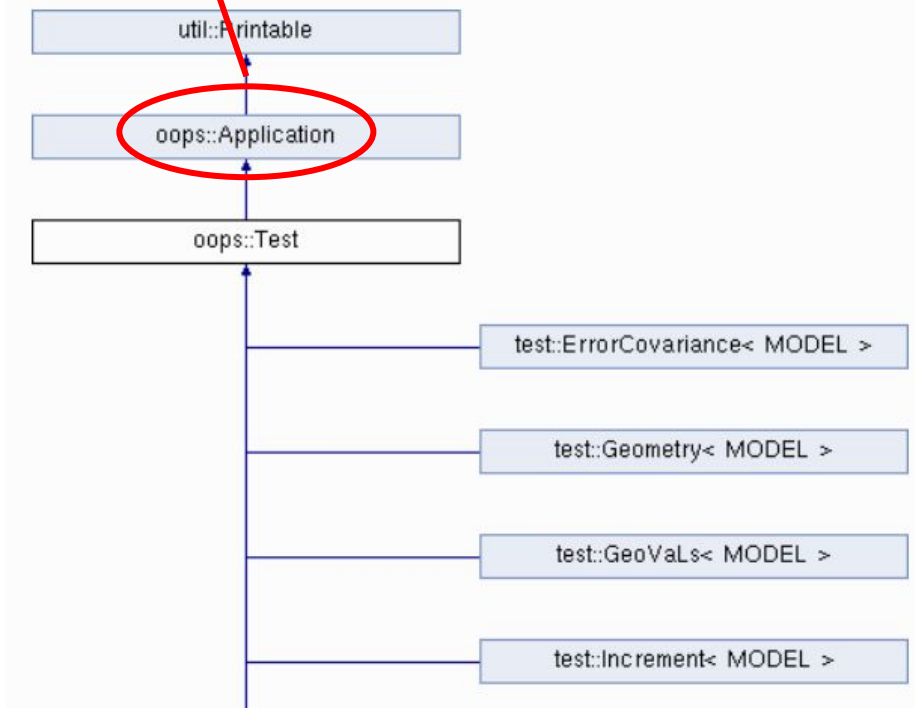 util::Printable
oops::Application
oops::Test
test::ErrorCovariance< MODEL >
test::Geometry< MODEL >
test::GeoVaLs< MODEL >
test::Increment< MODEL >